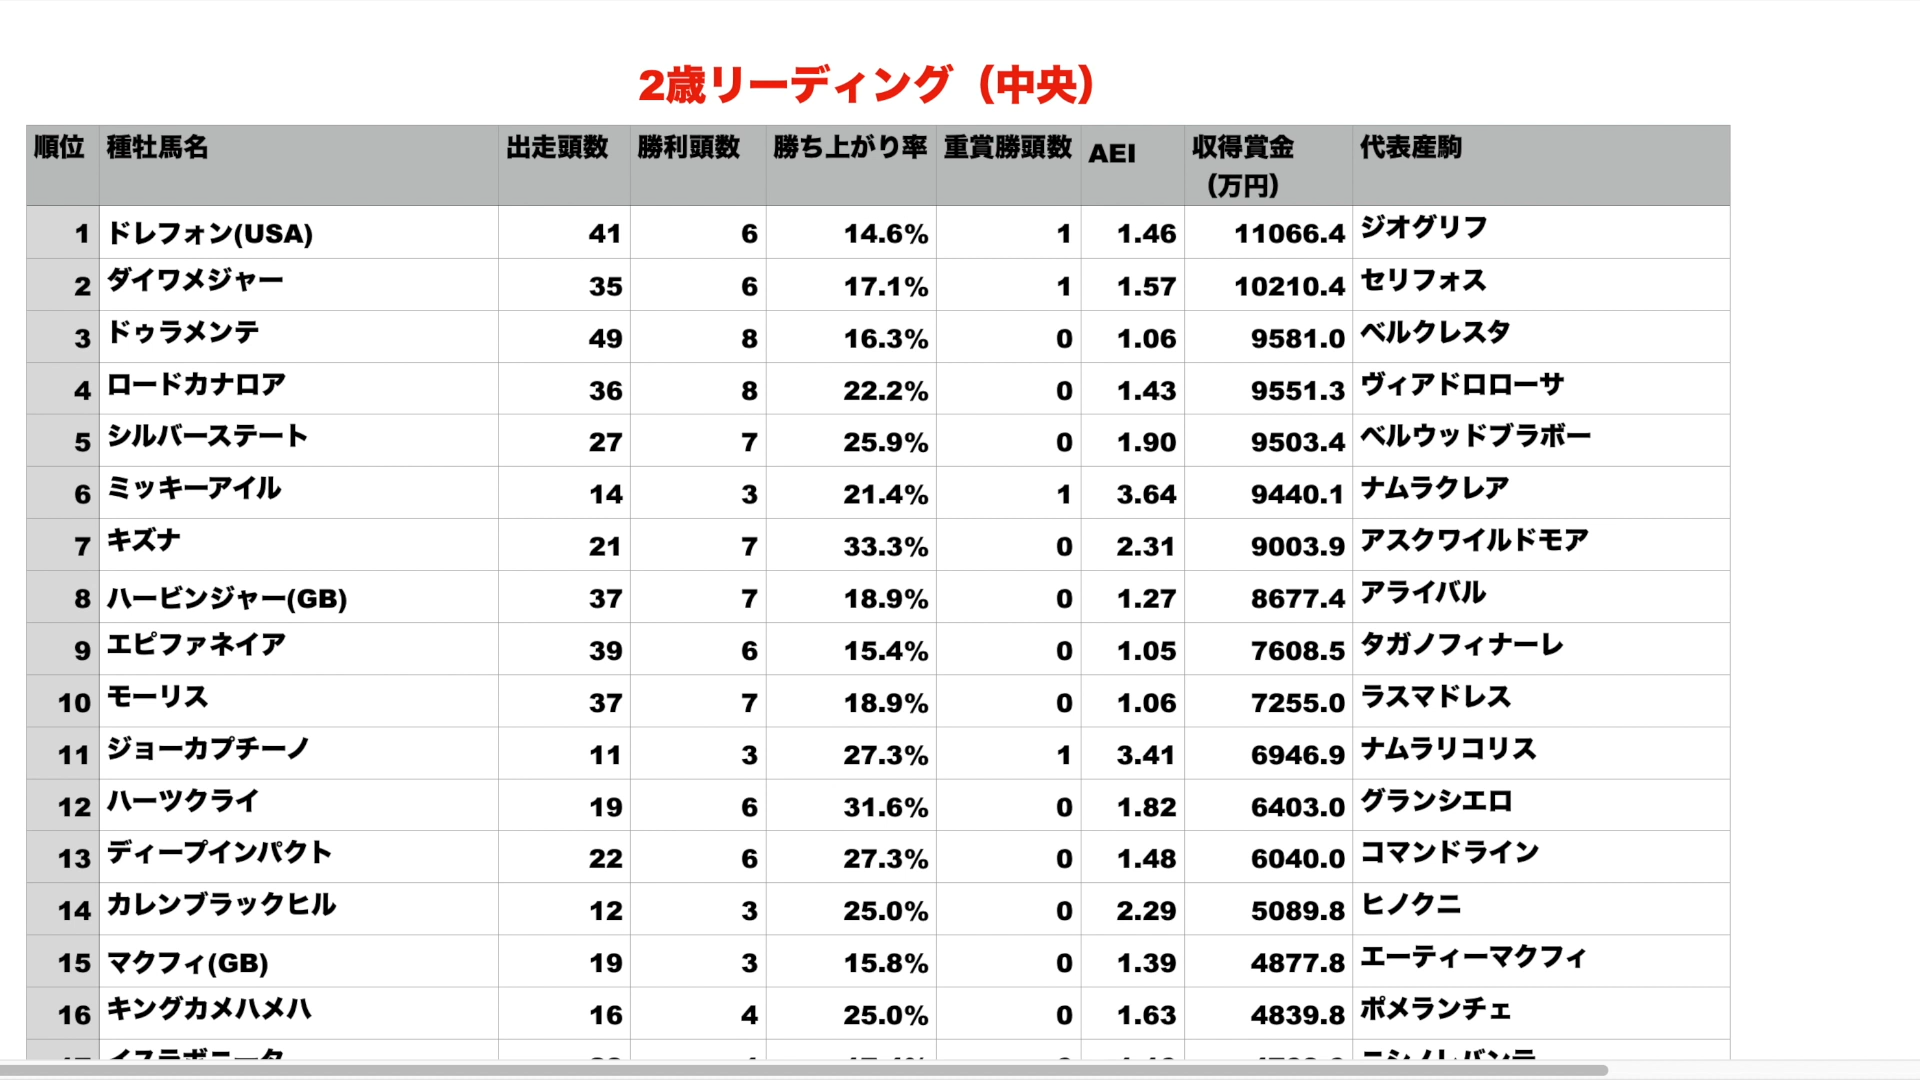 2歳リーディング（中央）
順位 種牡馬名 出走頭数 勝利頭数 勝ち上がり率 重賞勝頭数 AEI 収得賞金（万円） 代表産駒
1 ドレフォン(USA) 41 6 14.6% 1 1.46 11066.4 ジオグリフ
2 ダイワメジャー 35 6 17.1% 1 1.57 10210.4 セリフォス
3 ドゥラメンテ 49 8 16.3% 0 1.06 9581.0 ベルクレスタ
4 ロードカナロア 36 8 22.2% 0 1.43 9551.3 ヴィアドロローサ
5 シルバーステート 27 7 25.9% 0 1.90 9503.4 ベルウッドブラボー
6 ミッキーアイル 14 3 21.4% 1 3.64 9440.1 ナムラクレア
7 キズナ 21 7 33.3% 0 2.31 9003.9 アスクワイルドモア
8 ハービンジャー(GB) 37 7 18.9% 0 1.27 8677.4 アライバル
9 エピファネイア 39 6 15.4% 0 1.05 7608.5 タガノフィナーレ
10 モーリス 37 7 18.9% 0 1.06 7255.0 ラスマドレス
11 ジョーカプチーノ 11 3 27.3% 1 3.41 6946.9 ナムラリコリス
12 ハーツクライ 19 6 31.6% 0 1.82 6403.0 グランシエロ
13 ディープインパクト 22 6 27.3% 0 1.48 6040.0 コマンドライン
14 カレンブラックヒル 12 3 25.0% 0 2.29 5089.8 ヒノクニ
15 マクフィ(GB) 19 3 15.8% 0 1.39 4877.8 エーティーマクフィ
16 キングカメハメハ 16 4 25.0% 0 1.63 4839.8 ポメランチェ